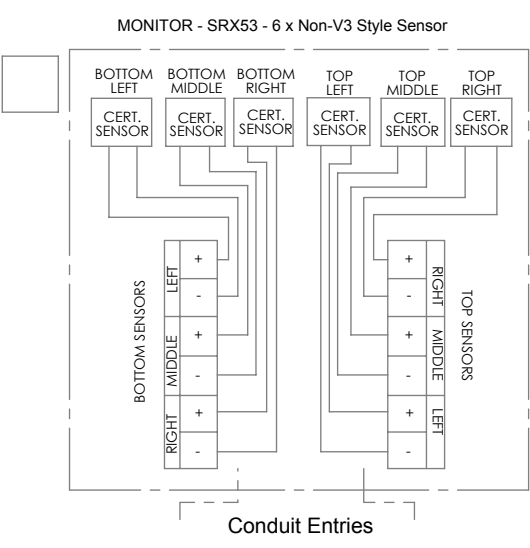 MONITOR - SRX53 - 6 x Non-V3 Style Sensor
BOTTOM LEFT
BOTTOM MIDDLE
BOTTOM RIGHT
TOP LEFT
TOP MIDDLE
TOP RIGHT
CERT. SENSOR
CERT. SENSOR
CERT. SENSOR
CERT. SENSOR
CERT. SENSOR
CERT. SENSOR
BOTTOM SENSORS
LEFT
+
-
MIDDLE
+
-
RIGHT
+
-
+
-
RIGHT
+
-
MIDDLE
+
-
LEFT
TOP SENSORS
Conduit Entries